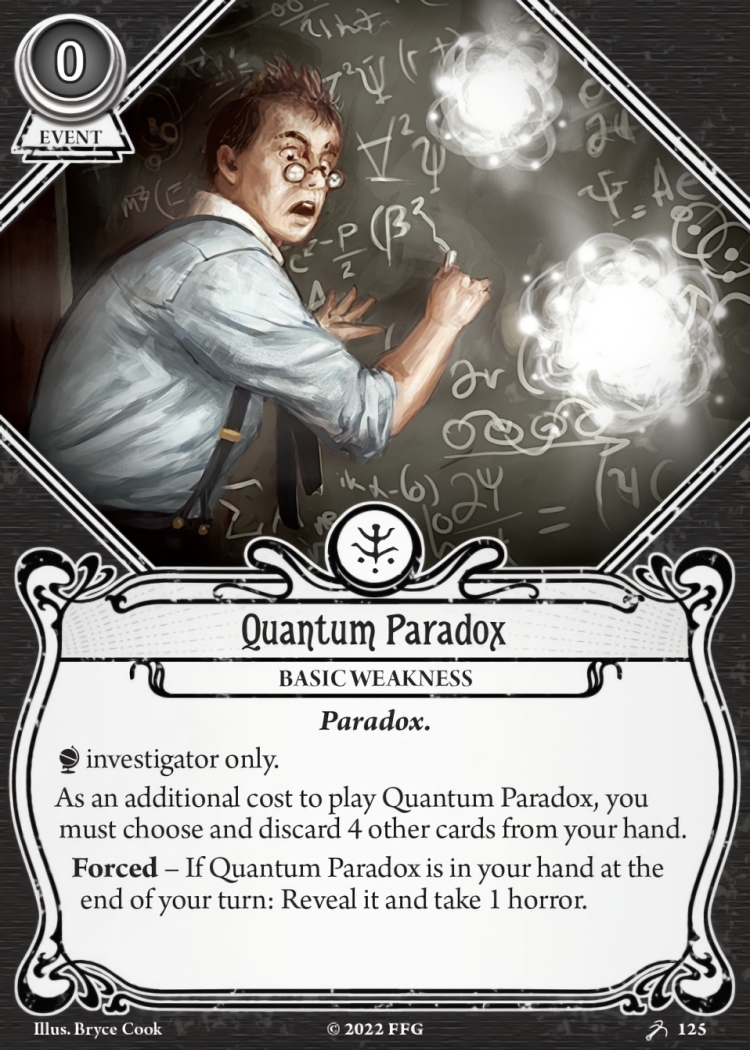 0
EVENT
Quantum Paradox
BASIC WEAKNESS
Paradox.
investigator only.
As an additional cost to play Quantum Paradox, you
must choose and discard 4 other cards from your hand.
Forced – If Quantum Paradox is in your hand at the
end of your turn: Reveal it and take 1 horror.
Illus. Bryce Cook
© 2022 FFG
125